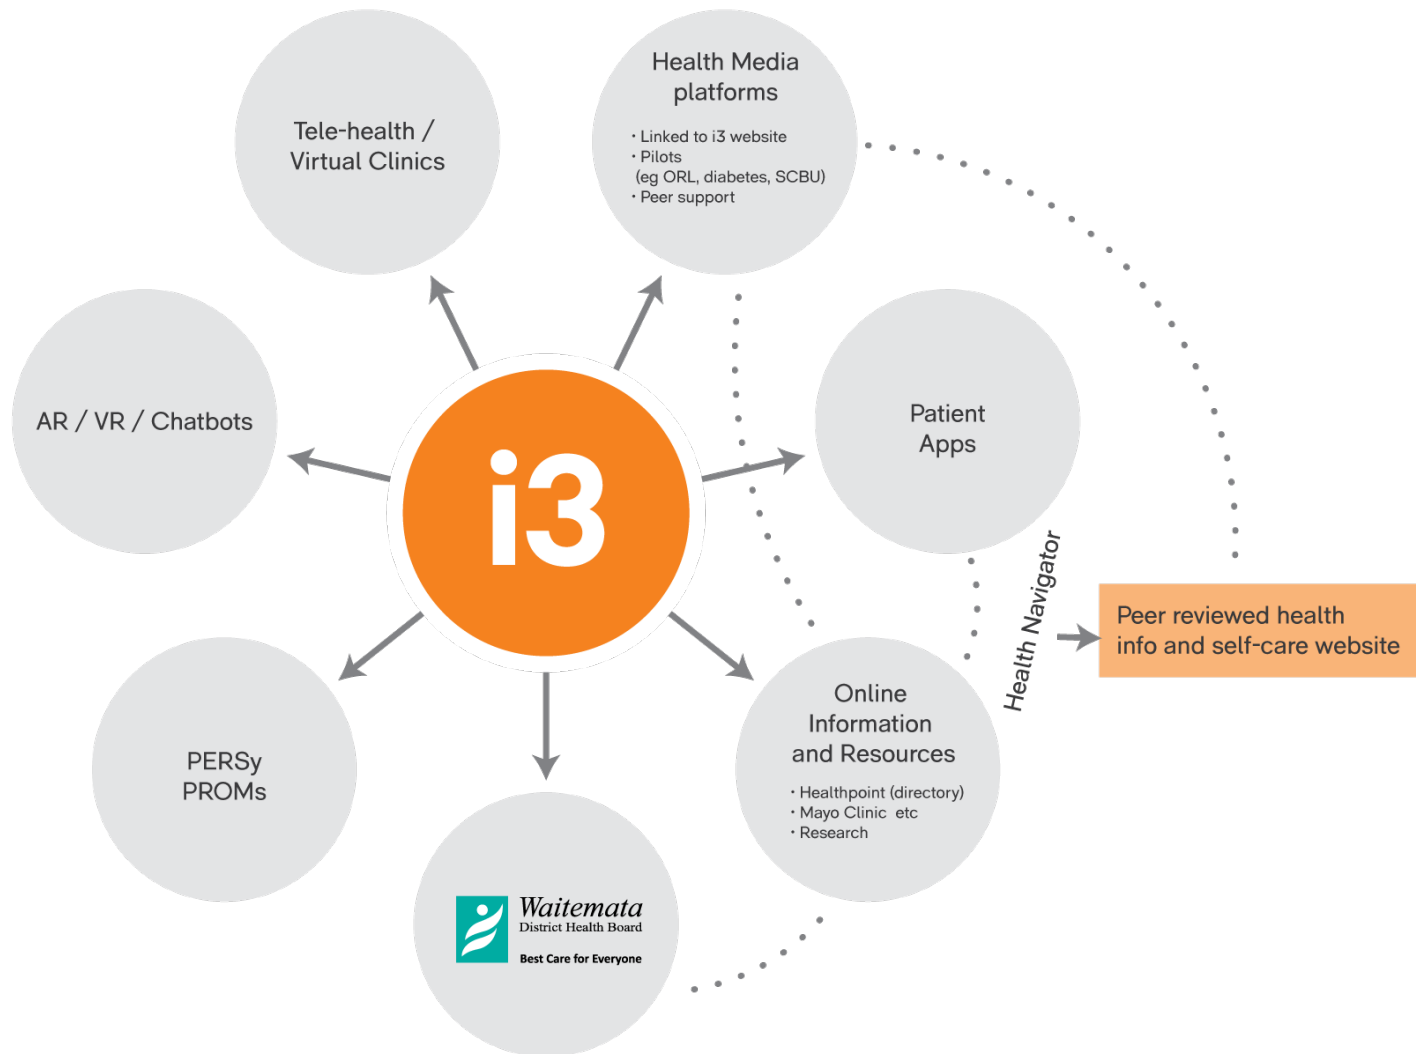 Health Media
platforms
• Linked to i3 website
• Pilots
(eg ORL, diabetes, SCBU)
• Peer support
Tele-health /
Virtual Clinics
AR / VR / Chatbots
i3
Patient
Apps
Health Navigator
Peer reviewed health
info and self-care website
PERSy
PROMs
Online
Information
and Resources
• Healthpoint (directory)
• Mayo Clinic etc
• Research
Waitemata
District Health Board
Best Care for Everyone